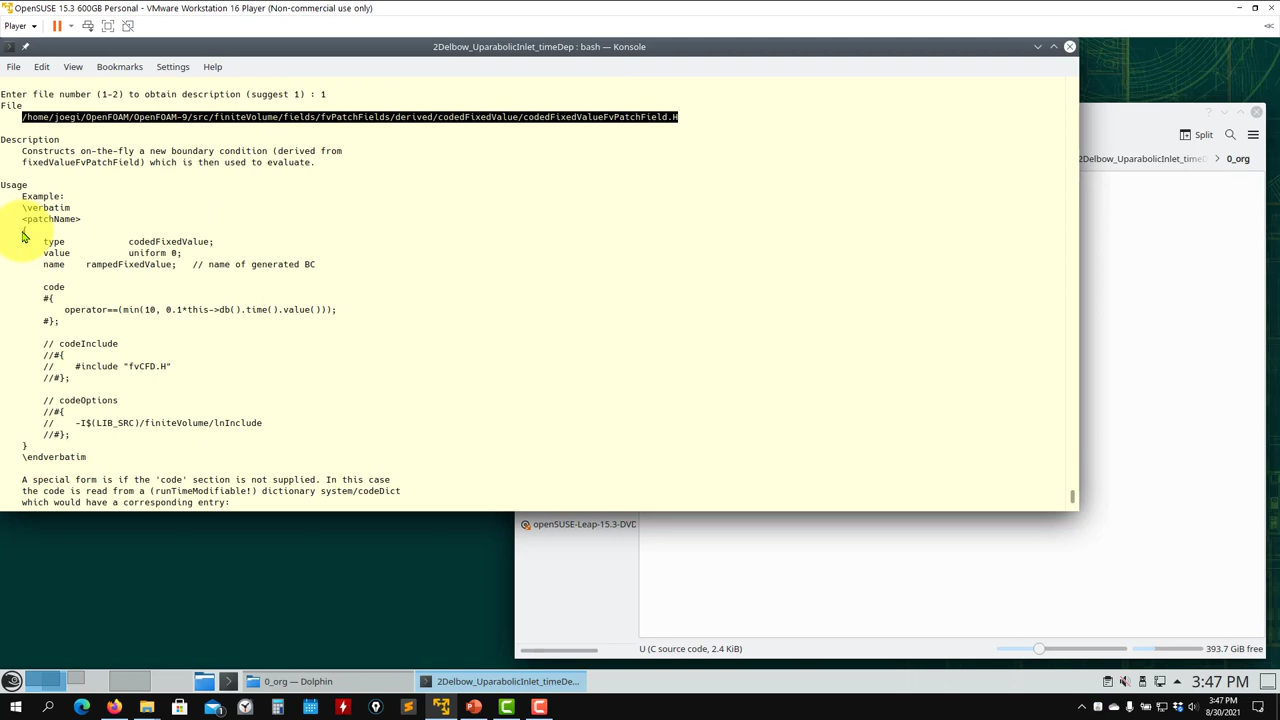 OpenSUSE 15.3 600GB Personal - VMware Workstation 16 Player (Non-commercial use only)
Player
2Delbow_UparabolicInlet_timeDep : bash — Konsole
File Edit View Bookmarks Settings Help
Enter file number (1-2) to obtain description (suggest 1) : 1
File
/home/joegi/OpenFOAM/OpenFOAM-9/src/finiteVolume/fields/fvPatchFields/derived/codedFixedValue/codedFixedValueFvPatchField.H
Description
Constructs on-the-fly a new boundary condition (derived from
fixedValueFvPatchField) which is then used to evaluate.
Usage
Example:
\verbatim
<patchName>
{
type codedFixedValue;
value uniform 0;
name rampedFixedValue; // name of generated BC
code
#{
operator==(min(10, 0.1*this->db().time().value()));
#};
// codeInclude
//#{
// #include "fvCFD.H"
//#};
// codeOptions
//#{
// -I$(LIB_SRC)/finiteVolume/lnInclude
//#};
}
\endverbatim
A special form is if the 'code' section is not supplied. In this case
the code is read from a (runTimeModifiable!) dictionary system/codeDict
which would have a corresponding entry:
Split
2Delbow_UparabolicInlet_timeD > 0_org
openSUSE-Leap-15.3-DVD
U (C source code, 2.4 KiB)
393.7 GiB free
0_org — Dolphin
2Delbow_UparabolicInlet_timeDe...
3:47 PM
3:47 PM
8/30/2021